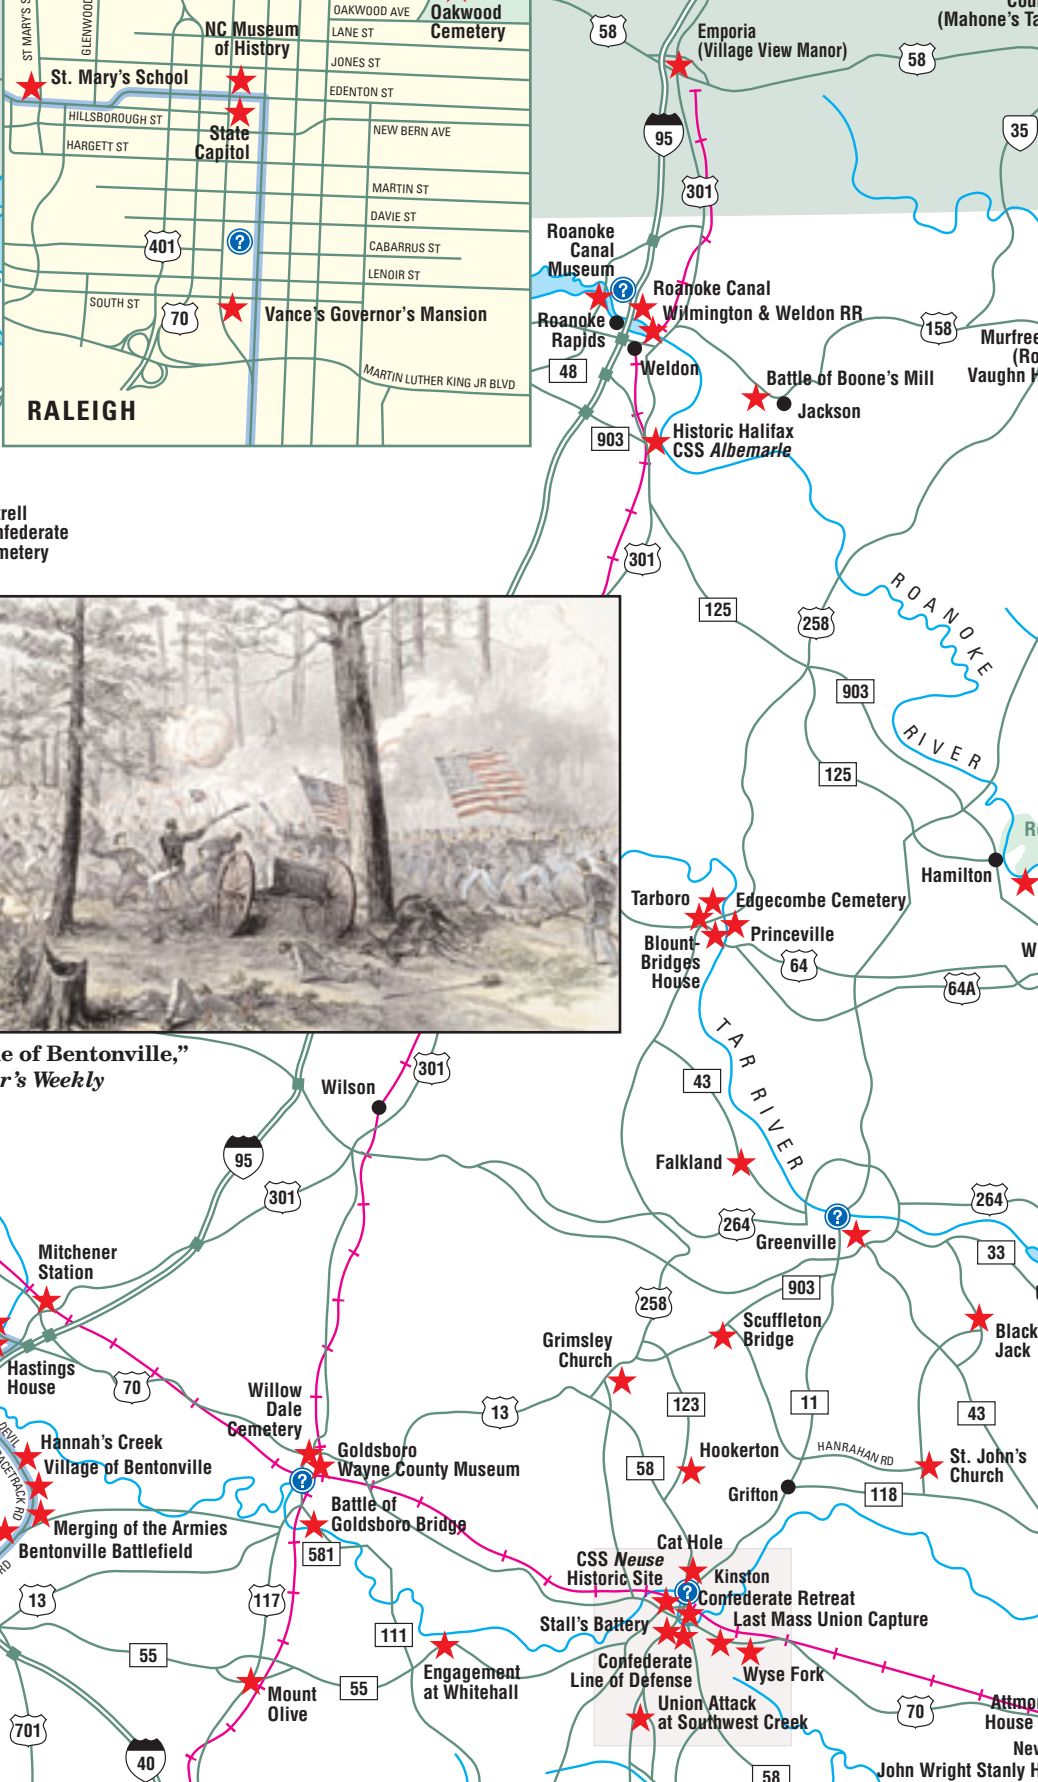 ST MARY'S S
GLENWOOD
OAKWOOD AVE
Oakwood
Cemetery
NC Museum
of History
LANE ST
JONES ST
St. Mary's School
EDENTON ST
HILLSBOROUGH ST
State
Capitol
NEW BERN AVE
HARGETT ST
MARTIN ST
DAVIE ST
401
?
CABARRUS ST
LENOIR ST
SOUTH ST
70
Vance's Governor's Mansion
MARTIN LUTHER KING JR BLVD
RALEIGH
(Mahone's Ta
58
Emporia
(Village View Manor)
58
95
35
301
Roanoke
Canal
Museum
?
Roanoke Canal
Wilmington & Weldon RR
Roanoke
Rapids
158
Murfree
(Ro
Vaughn H
48
Weldon
Battle of Boone's Mill
Jackson
903
Historic Halifax
CSS Albemarle
rell
nfederate
metery
301
125
258
ROANOKE
RIVER
903
125
Hamilton
R
Tarboro
Edgecombe Cemetery
Princeville
Blount-
Bridges
House
64
W
64A
e of Bentonville,"
r's Weekly
TAR RIVER
301
Wilson
43
95
301
Falkland
264
?
264
Greenville
33
Mitchener
Station
903
258
Scuffleton
Bridge
Black
Jack
Grimsley
Church
Hastings
House
70
Willow
Dale
Cemetery
13
123
11
43
DEVIL
RACETRACK RD
RD
Hannah's Creek
Village of Bentonville
Goldsboro
Wayne County Museum
?
58
Hookerton
HANRAHAN RD
St. John's
Church
Grifton
118
Merging of the Armies
Bentonville Battlefield
Battle of
Goldsboro Bridge
581
Cat Hole
CSS Neuse
Historic Site
Kinston
?
Confederate Retreat
Last Mass Union Capture
13
117
111
Stall's Battery
55
Engagement
at Whitehall
Confederate
Line of Defense
Wyse Fork
55
Mount
Olive
Union Attack
at Southwest Creek
70
Attmo
House
701
40
58
New
John Wright Stanly H